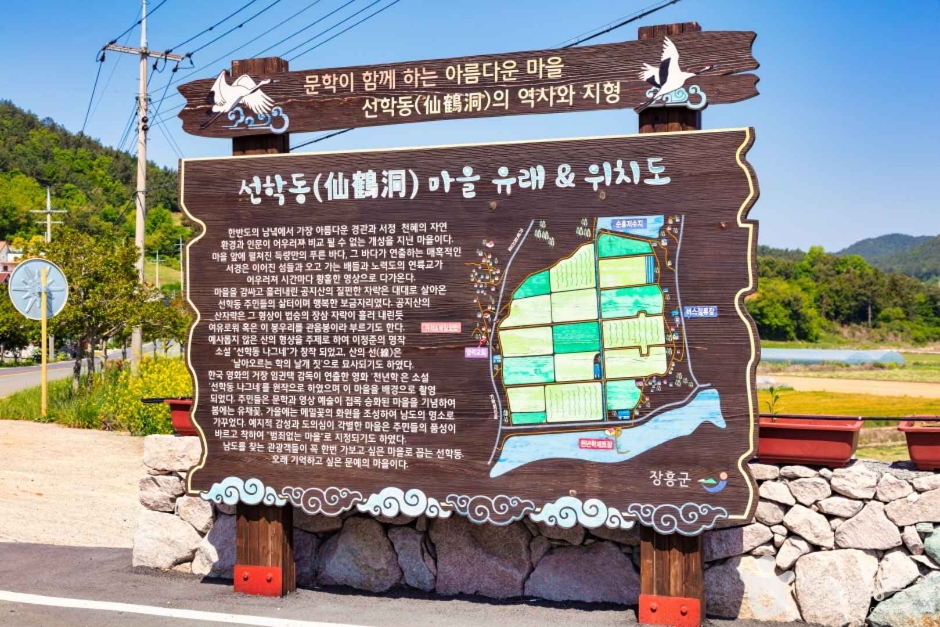 문학이 함께 하는 아름다운 마을
선학동(仙鶴洞)의 역사와 지형
선학동(仙鶴洞) 마을 유래 & 위치도
한반도의 남녘에서 가장 아름다운 경관과 서정 천혜의 자연
환경과 인문이 어우러져 비교 될 수 없는 개성을 지닌 마을이다.
마을 앞에 펼쳐진 득량만의 푸른 바다, 그 바다가 연출하는 매혹적인
서경은 이어진 섬들과 오고 가는 배들과 노력도의 연륙교가
어우러져 시간마다 황홀한 영상으로 다가온다.
마을을 감싸고 흘러내린 공지산의 질펀한 자락은 대대로 살아온
선학동 주민들의 삶터이며 행복한 보금자리였다. 공지산의
산자락은 그 형상이 법승의 장삼 자락이 흘러 내린듯
여유로워 혹은 이 봉우리를 관음봉이라 부르기도 한다.
예사롭지 않은 산의 형상을 주제로 하여 이청준의 명작
소설 "선학동 나그네"가 창작 되었고, 산의 선(線)은
'날아오르는 학의 날개 짓'으로 묘사되기도 하였다.
한국 영화의 거장 임권택 감독이 연출한 영화 '천년학'은 소설
'선학동 나그네'를 원작으로 하였으며 이 마을을 배경으로 촬영
되었다. 주민들은 문학과 영상 예술이 접목 승화된 마을을 기념하여
봄에는 유채꽃, 가을에는 메밀꽃의 화원을 조성하여 남도의 명소로
가꾸었다. 예지적 감성과 도의심이 각별한 마을은 주민들의 품성이
바르고 착하여 "범죄없는 마을"로 지정되기도 하였다.
남도를 찾는 관광객들이 꼭 한번 가보고 싶은 마을로 꼽는 선학동.
오래 기억하고 싶은 문예의 마을이다.
버스정류장
천년학세트장
장흥군